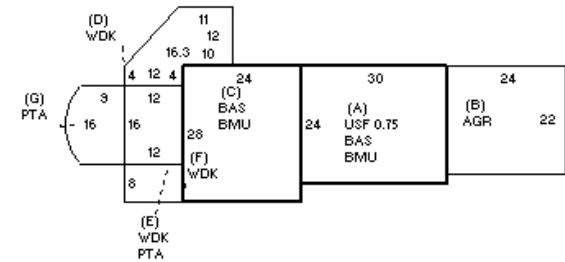 11
(D)
WDK
12
16.3 10
4 12 4
24
30
24
(G)
PTA
9
12
(C)
BAS
BMU
(A)
USF 0.75
BAS
BMU
(B)
AGR
16
16
28
24
22
12
(F)
WDK
8
(E)
WDK
PTA